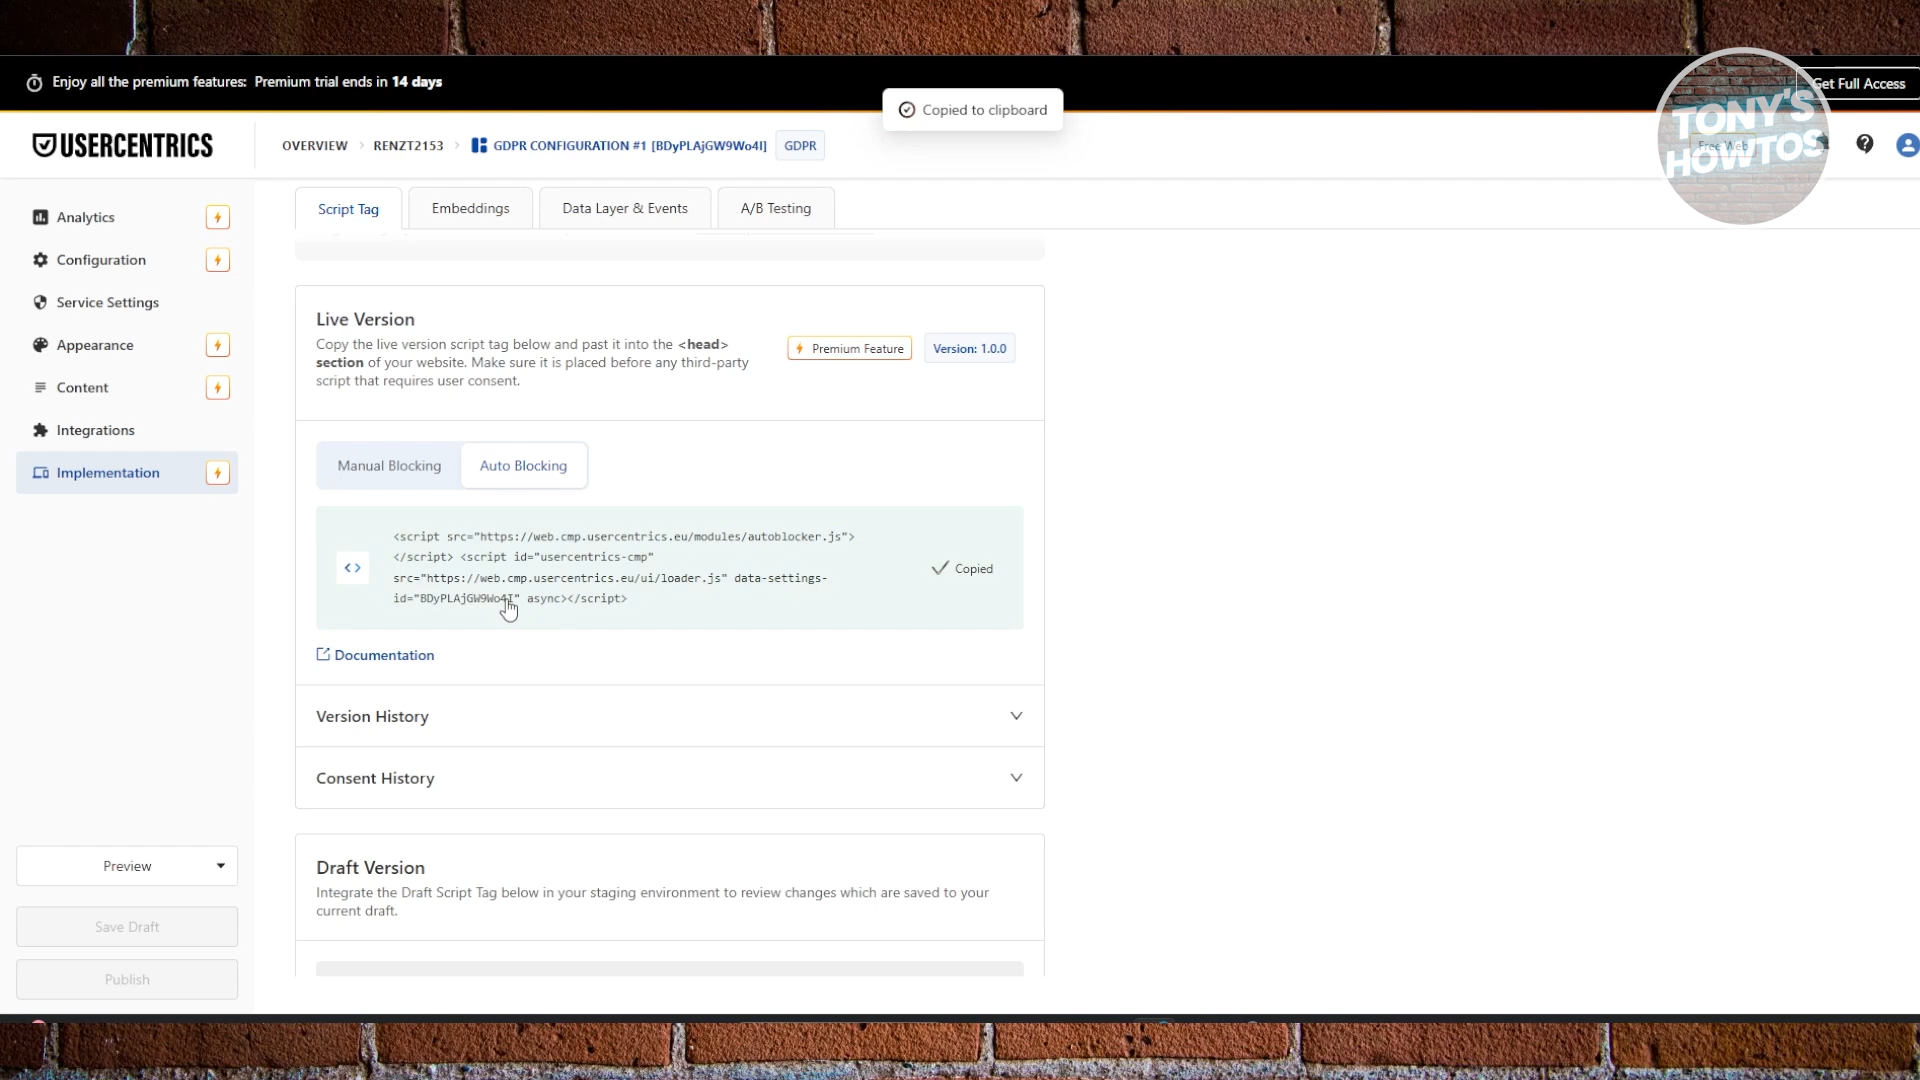 Enjoy all the premium features: Premium trial ends in 14 days
Copied to clipboard
Get Full Access
TONY'S
HOWTOS
Free Web
USERCENTRICS
OVERVIEW > RENZT2153 > GDPR CONFIGURATION #1 [BDyPLAjGW9Wo4I] GDPR
Analytics
Configuration
Service Settings
Appearance
Content
Integrations
Implementation
Preview
Save Draft
Publish
Script Tag
Embeddings
Data Layer & Events
A/B Testing
Live Version
Copy the live version script tag below and past it into the <head>
section of your website. Make sure it is placed before any third-party
script that requires user consent.
Premium Feature
Version: 1.0.0
Manual Blocking
Auto Blocking
<script src="https://web.cmp.usercentrics.eu/modules/autoblocker.js">
</script> <script id="usercentrics-cmp"
src="https://web.cmp.usercentrics.eu/ui/loader.js" data-settings-
id="BDyPLAjGW9Wo4I" async></script>
Copied
Documentation
Version History
Consent History
Draft Version
Integrate the Draft Script Tag below in your staging environment to review changes which are saved to your
current draft.